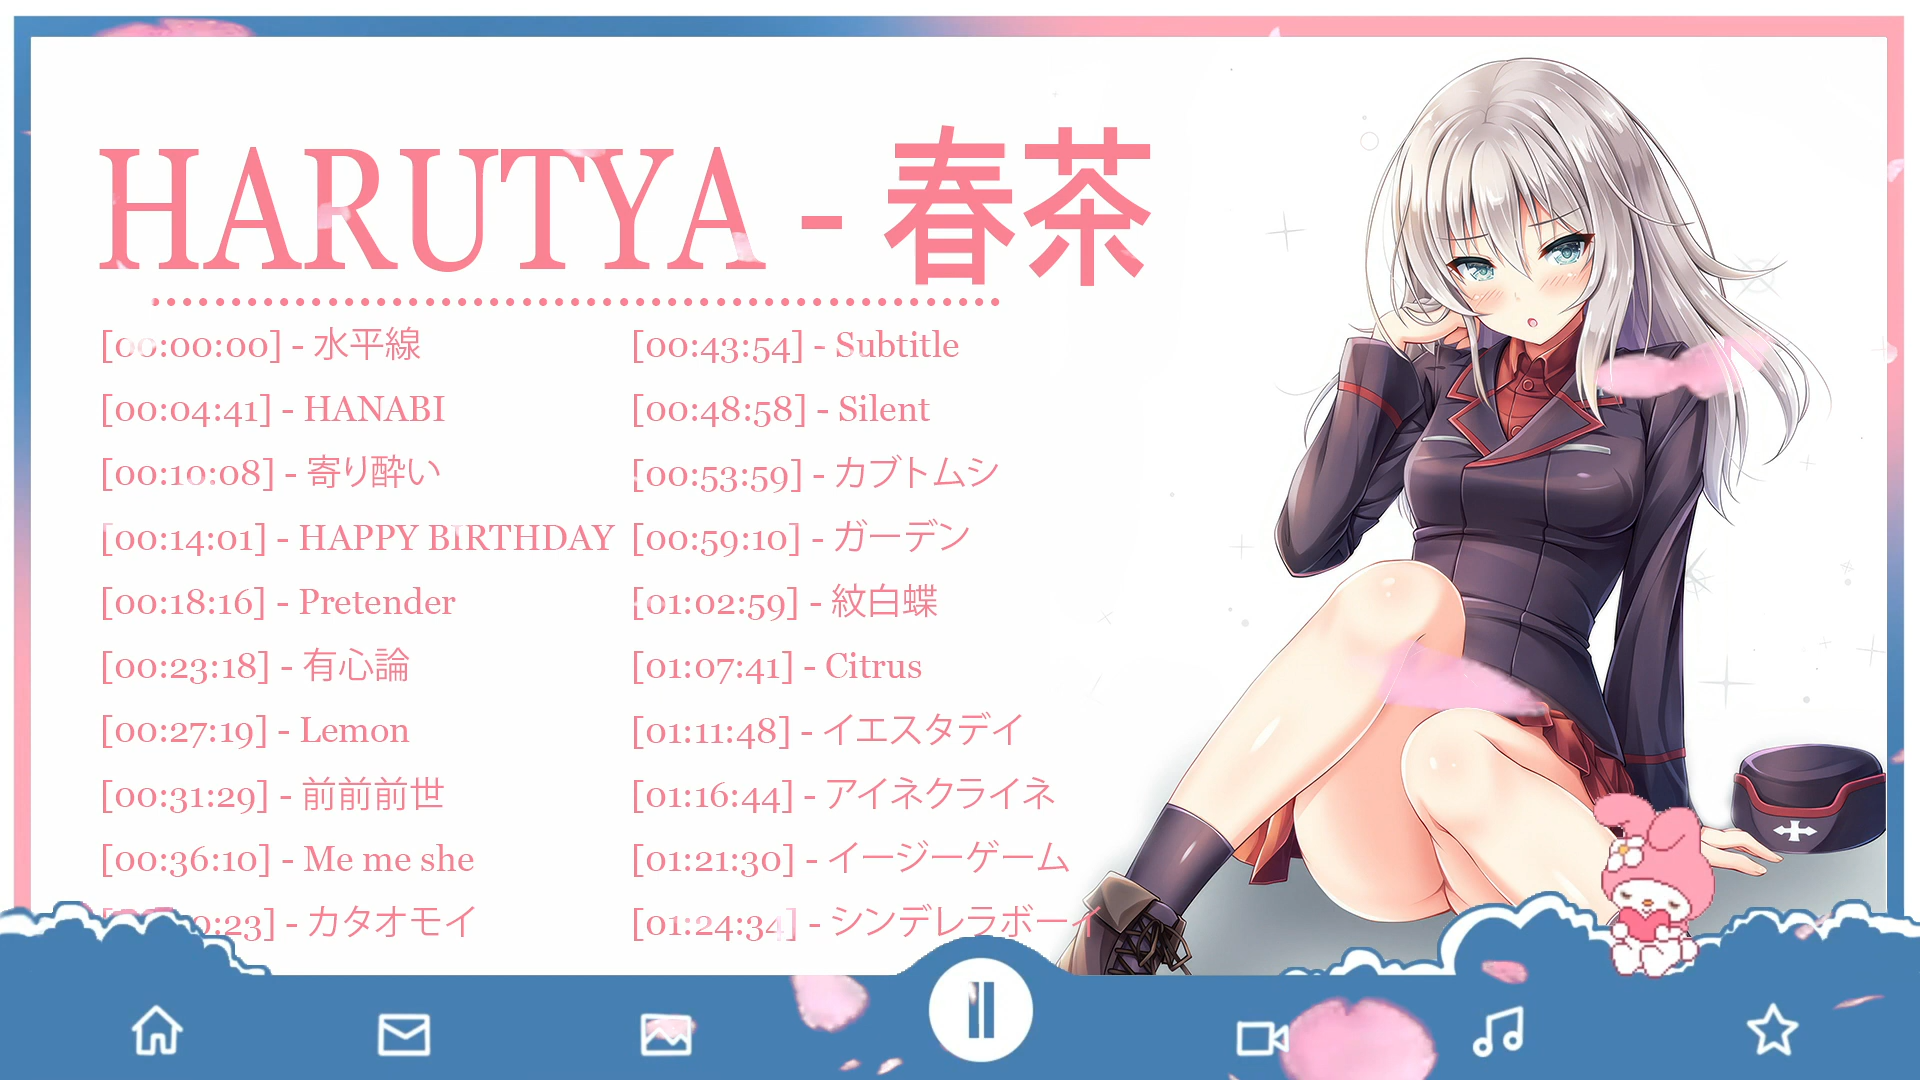 HARUTYA - 春茶
[00:00:00] - 水平線
[00:04:41] - HANABI
[00:10:08] - 寄り酔い
[00:14:01] - HAPPY BIRTHDAY
[00:18:16] - Pretender
[00:23:18] - 有心論
[00:27:19] - Lemon
[00:31:29] - 前前前世
[00:36:10] - Me me she
0:23] - カタオモイ
[00:43:54] - Subtitle
[00:48:58] - Silent
[00:53:59] - カブトムシ
[00:59:10] - ガーデン
[01:02:59] - 紋白蝶
[01:07:41] - Citrus
[01:11:48] - イエスタデイ
[01:16:44] - アイネクライネ
[01:21:30] - イージーゲーム
[01:24:34] - シンデレラボーイ